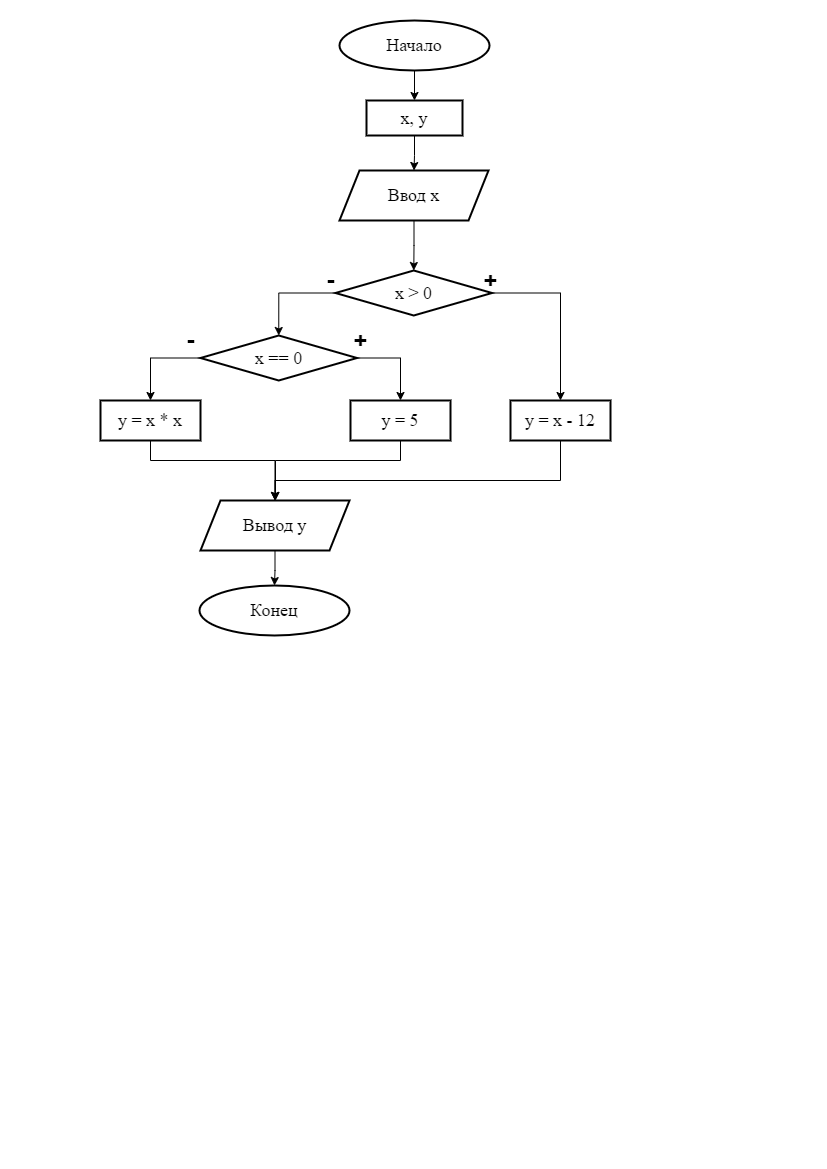 Начало
x, y
Ввод x
- +
x > 0
- +
x == 0
y = x * x
y = 5
y = x - 12
Вывод y
Конец